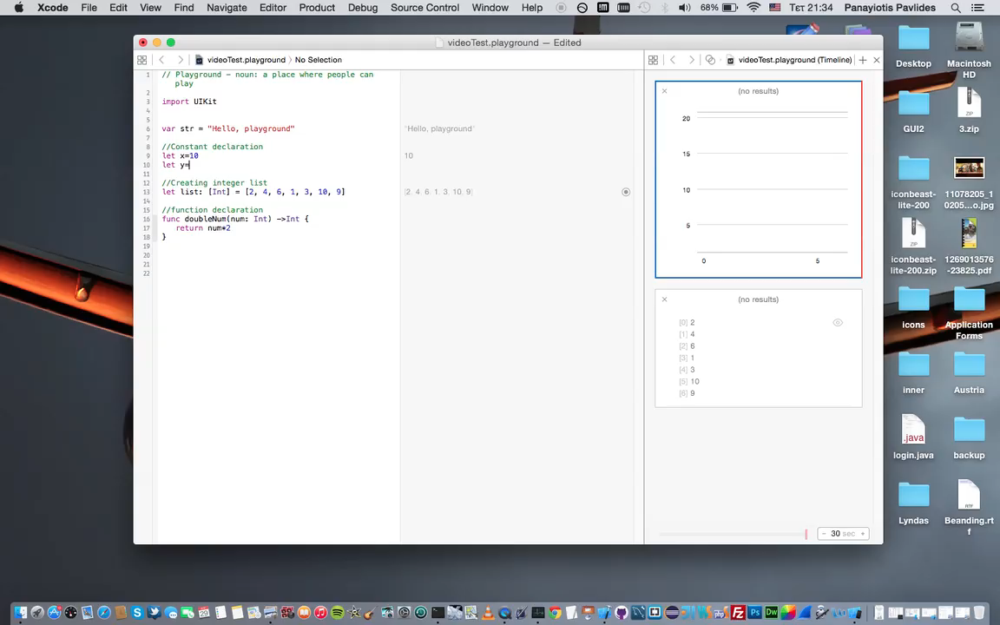 Xcode File Edit View Find Navigate Editor Product Debug Source Control Window Help 68% Τετ 21:34 Panayiotis Pavlides
videoTest.playground — Edited
videoTest.playground No Selection
videoTest.playground (Timeline)
1 // Playground - noun: a place where people can
play
2
3 import UIKit
4
5
6 var str = "Hello, playground"
"Hello, playground"
7
8 //Constant declaration
9 let x=10
10
10 let y=
11
12 //Creating integer list
13 let list: [Int] = [2, 4, 6, 1, 3, 10, 9]
[2, 4, 6, 1, 3, 10, 9]
14
15 //function declaration
16 func doubleNum(num: Int) ->Int {
17 return num*2
18 }
19
20
21
22
(no results)
20
15
10
5
0 5
(no results)
[0] 2
[1] 4
[2] 6
[3] 1
[4] 3
[5] 10
[6] 9
- 30 sec +
Desktop
Macintosh
HD
GUI2
3.zip
iconbeast-
lite-200
11078205_1
0205...o.jpg
iconbeast-
lite-200.zip
1269013576
-23825.pdf
icons
Application
Forms
inner
Austria
.java
login.java
backup
Lyndas
RTF
Beanding.rt
f